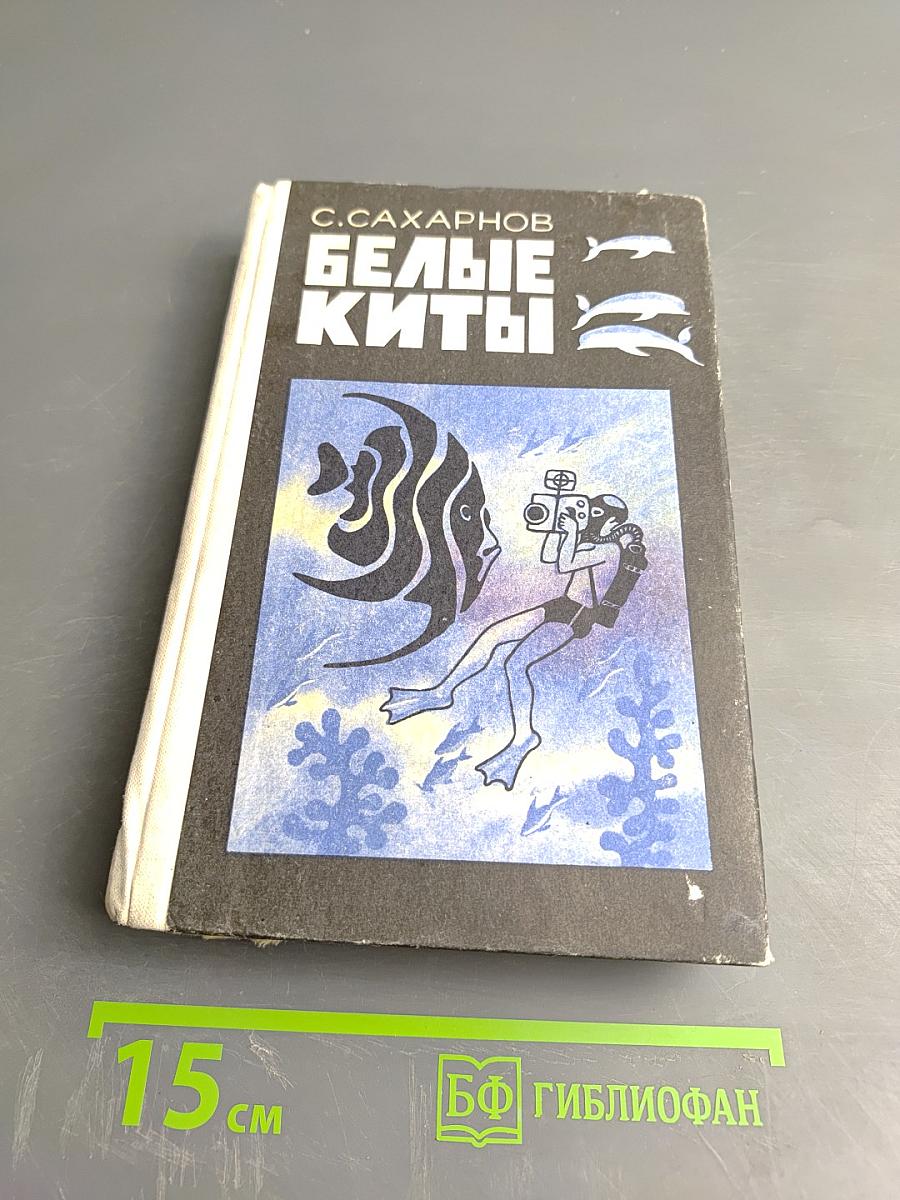 С. САХАРНОВ
БЕЛЫЕ
КИТЫ
15 см
БФ ГИБЛИОФАН